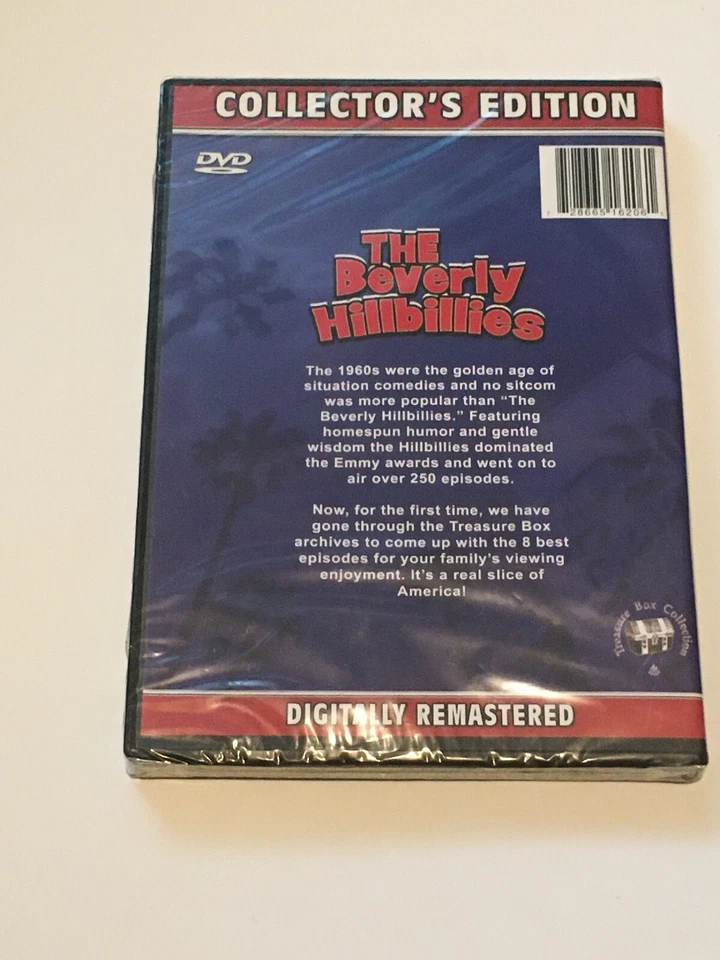 COLLECTOR'S EDITION
DVD
7 28665 16206 1
THE
Beverly
Hillbillies
The 1960s were the golden age of
situation comedies and no sitcom
was more popular than “The
Beverly Hillbillies.” Featuring
homespun humor and gentle
wisdom the Hillbillies dominated
the Emmy awards and went on to
air over 250 episodes.
Now, for the first time, we have
gone through the Treasure Box
archives to come up with the 8 best
episodes for your family's viewing
enjoyment. It's a real slice of
America!
Treasure Box Collection
DIGITALLY REMASTERED